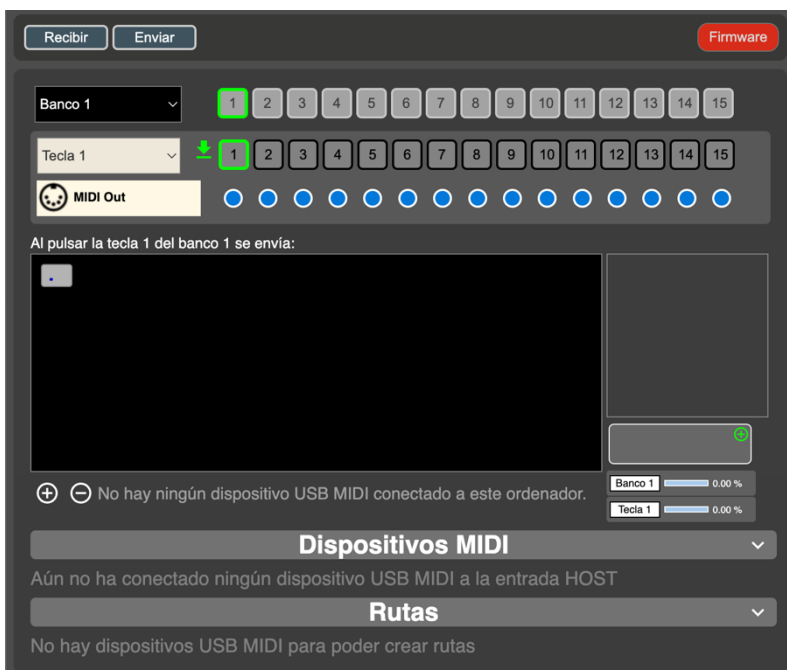 Recibir Enviar Firmware
Banco 1 1 2 3 4 5 6 7 8 9 10 11 12 13 14 15
Tecla 1 1 2 3 4 5 6 7 8 9 10 11 12 13 14 15
MIDI Out
Al pulsar la tecla 1 del banco 1 se envía:
.
No hay ningún dispositivo USB MIDI conectado a este ordenador.
Banco 1 0.00 %
Tecla 1 0.00 %
Dispositivos MIDI
Aún no ha conectado ningún dispositivo USB MIDI a la entrada HOST
Rutas
No hay dispositivos USB MIDI para poder crear rutas